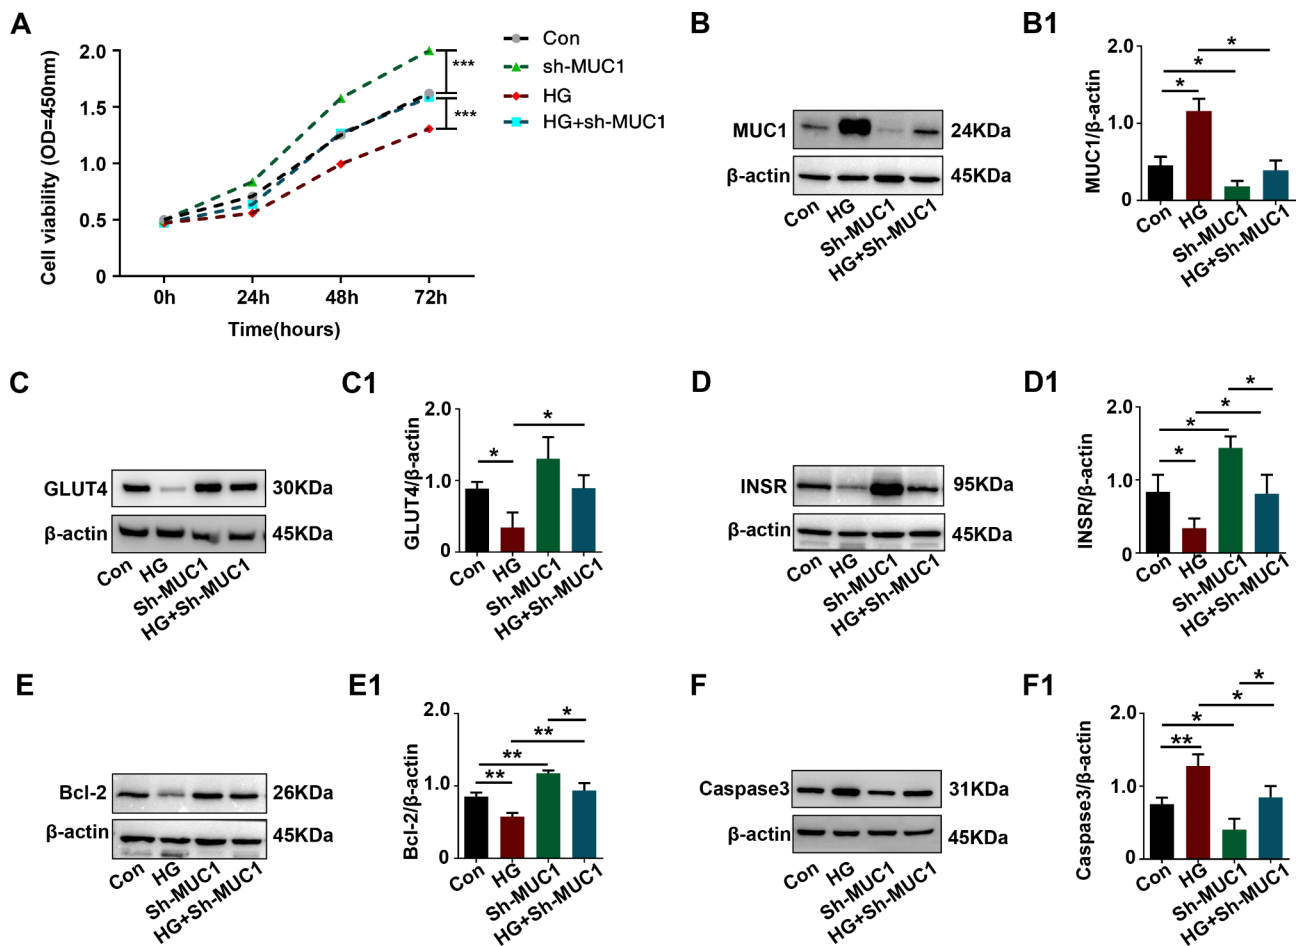 A
Cell viability (OD=450nm)
2.0
1.5
1.0
0.5
0
0h
24h
48h
72h
Time(hours)
***
***
Con
sh-MUC1
HG
HG+sh-MUC1
B
MUC1
24KDa
β-actin
45KDa
Con
HG
Sh-MUC1
HG+Sh-MUC1
B1
MUC1/β-actin
2.0
1.0
0
*
*
*
Con
HG
Sh-MUC1
HG+Sh-MUC1
C
GLUT4
30KDa
β-actin
45KDa
Con
HG
Sh-MUC1
HG+Sh-MUC1
C1
GLUT4/β-actin
2.0
1.0
0
*
*
Con
HG
Sh-MUC1
HG+Sh-MUC1
D
INSR
95KDa
β-actin
45KDa
Con
HG
Sh-MUC1
HG+Sh-MUC1
D1
INSR/β-actin
2.0
1.0
0
*
*
*
*
Con
HG
Sh-MUC1
HG+Sh-MUC1
E
Bcl-2
26KDa
β-actin
45KDa
Con
HG
Sh-MUC1
HG+Sh-MUC1
E1
Bcl-2/β-actin
2.0
1.0
0
*
**
**
**
Con
HG
Sh-MUC1
HG+Sh-MUC1
F
Caspase3
31KDa
β-actin
45KDa
Con
HG
Sh-MUC1
HG+Sh-MUC1
F1
Caspase3/β-actin
2.0
1.0
0
*
*
*
**
Con
HG
Sh-MUC1
HG+Sh-MUC1